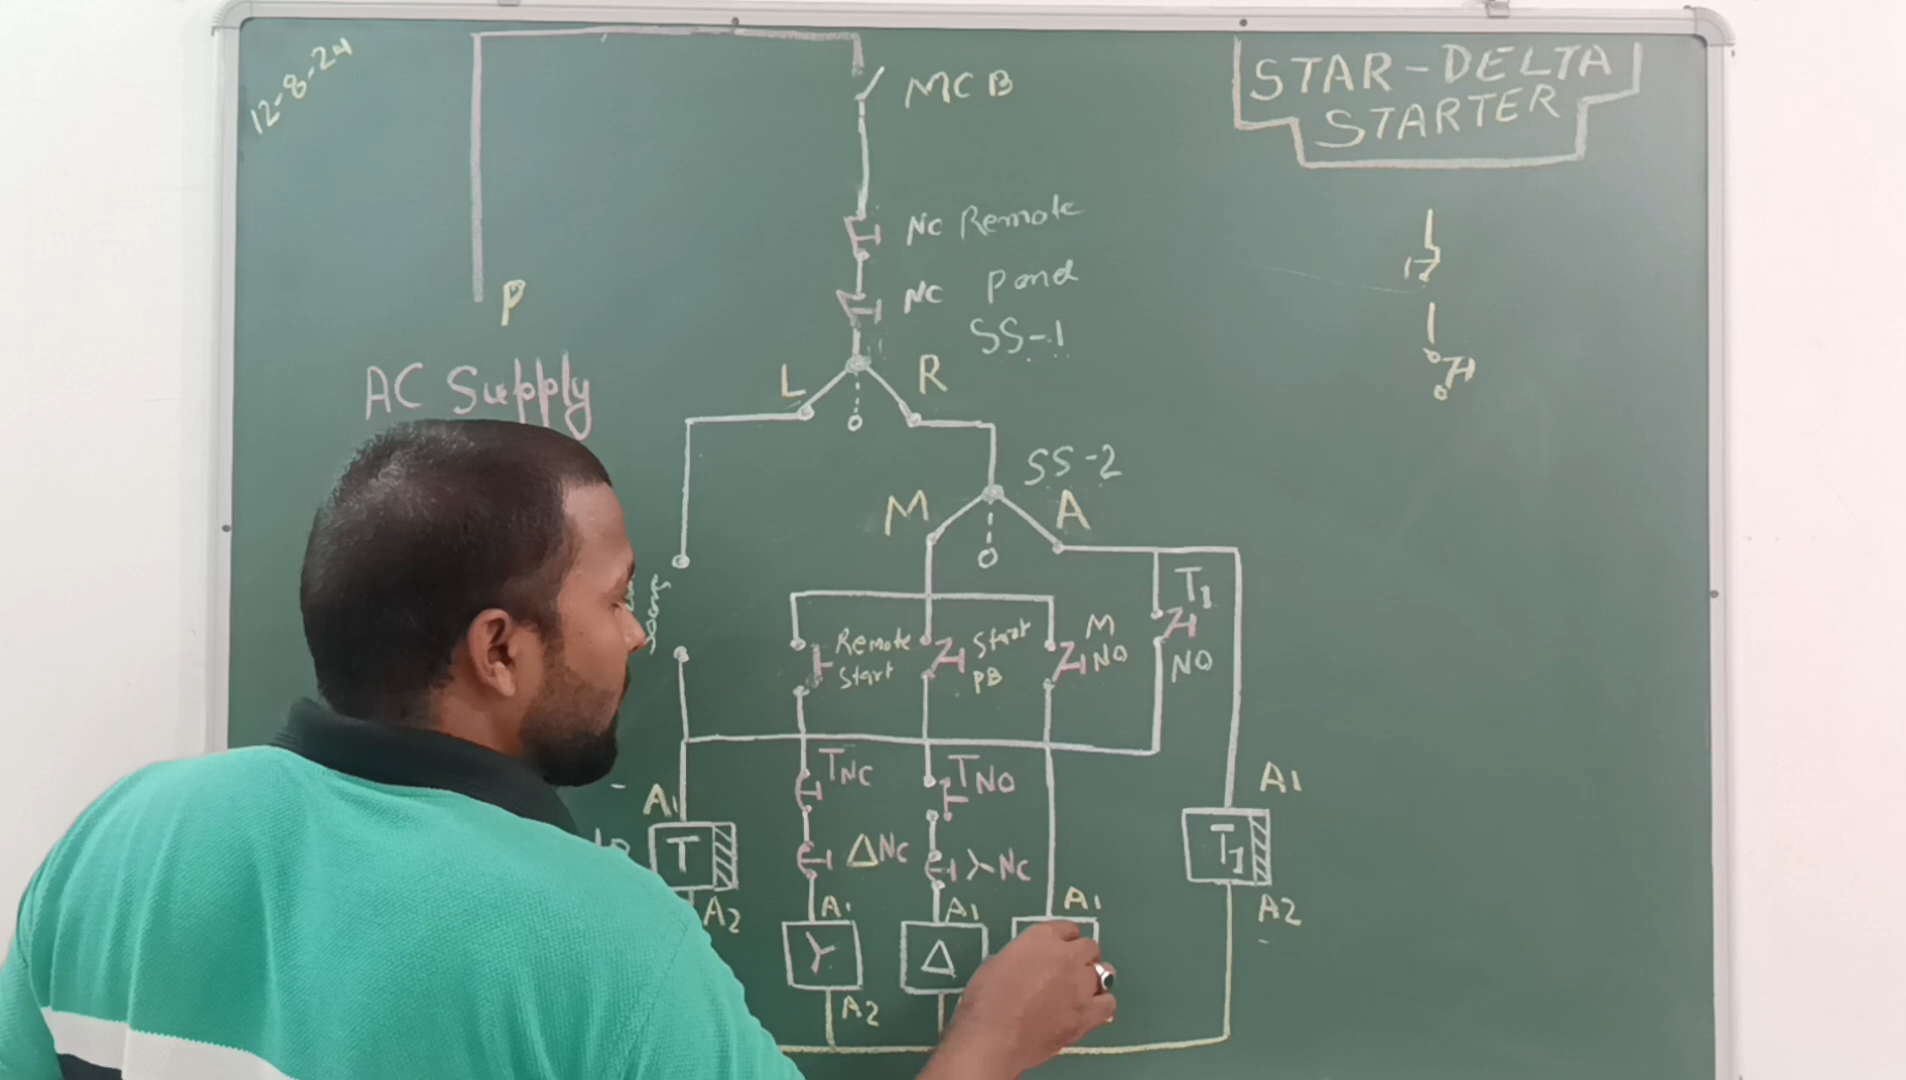 12-8-24
MCB
STAR-DELTA
STARTER
NC Remote
NC Panel
SS-1
P
AC Supply
L
R
SS-2
M
A
T1
NO
Remote
Start
Start
PB
M
NO
TNC
TNO
A1
A1
T
A2
ΔNC
NC
T1
A2
A1
A1
A1
Y
Δ
A2